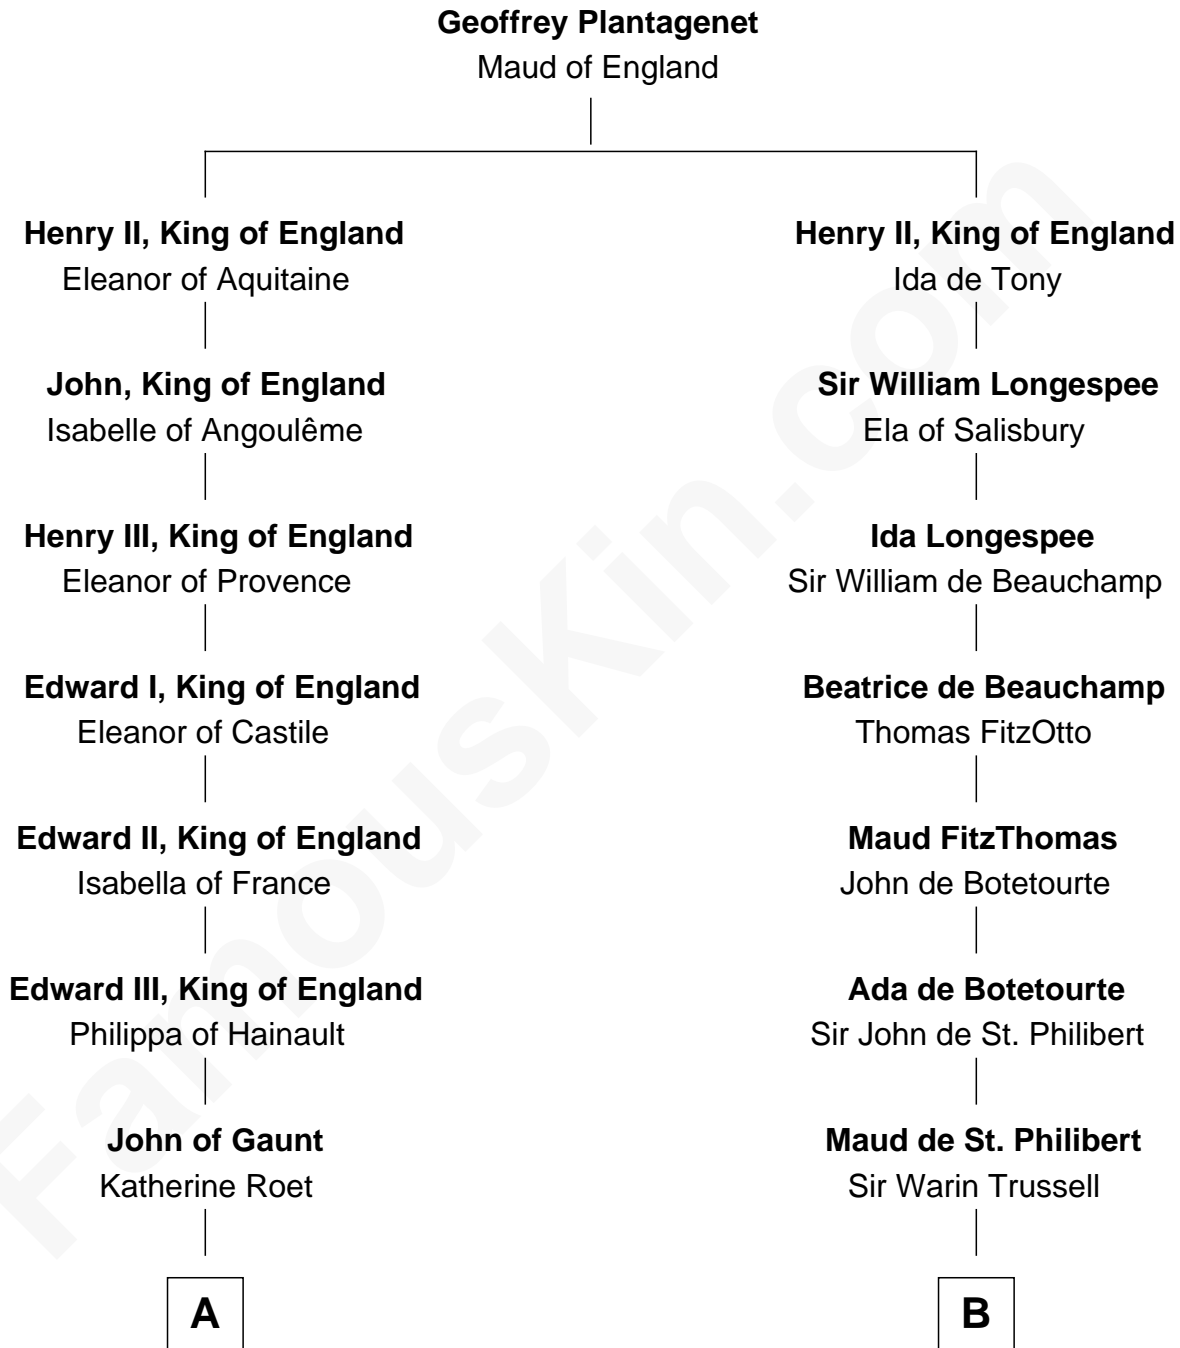 Geoffrey Plantagenet
Maud of England
Henry II, King of England
Eleanor of Aquitaine
Henry II, King of England
Ida de Tony
John, King of England
Isabelle of Angoulême
Sir William Longespee
Ela of Salisbury
Henry III, King of England
Eleanor of Provence
Ida Longespee
Sir William de Beauchamp
Edward I, King of England
Eleanor of Castile
Beatrice de Beauchamp
Thomas FitzOtto
Edward II, King of England
Isabella of France
Maud FitzThomas
John de Botetourte
Edward III, King of England
Philippa of Hainault
Ada de Botetourte
Sir John de St. Philibert
John of Gaunt
Katherine Roet
Maud de St. Philibert
Sir Warin Trussell
A
B
FamousKin.com